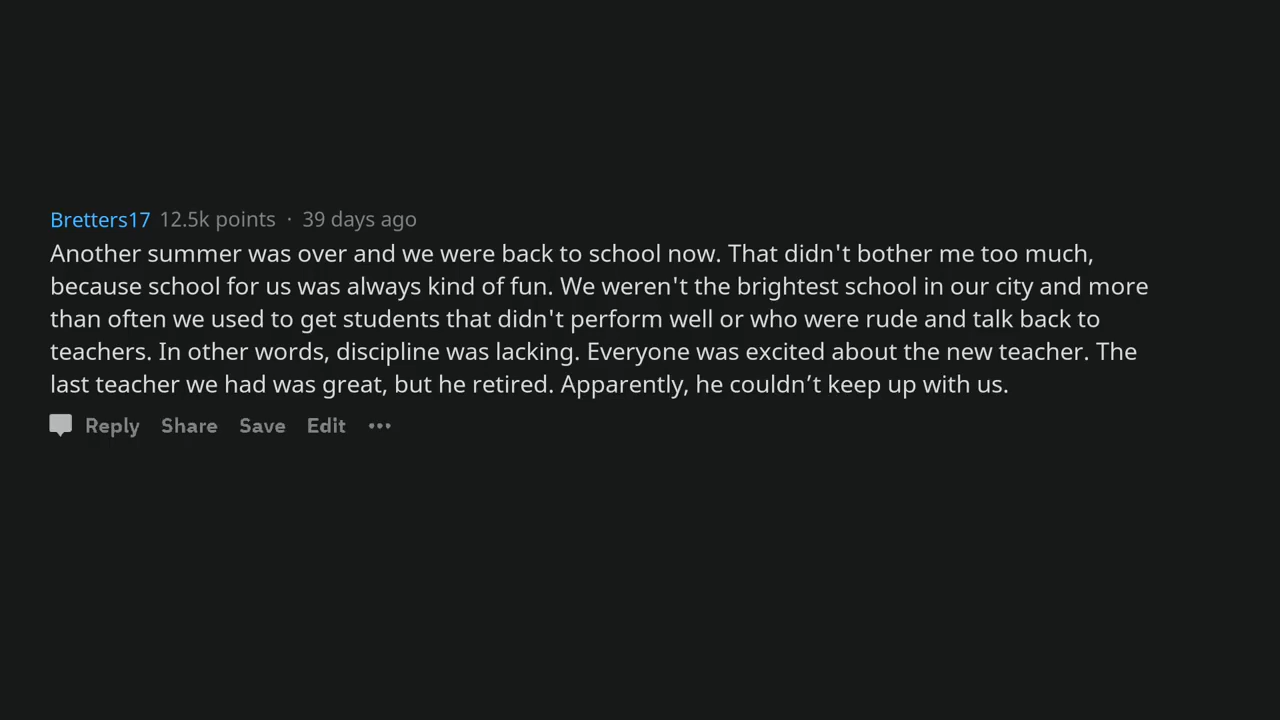 Bretters17 12.5k points · 39 days ago
Another summer was over and we were back to school now. That didn't bother me too much,
because school for us was always kind of fun. We weren't the brightest school in our city and more
than often we used to get students that didn't perform well or who were rude and talk back to
teachers. In other words, discipline was lacking. Everyone was excited about the new teacher. The
last teacher we had was great, but he retired. Apparently, he couldn’t keep up with us.
Reply Share Save Edit •••